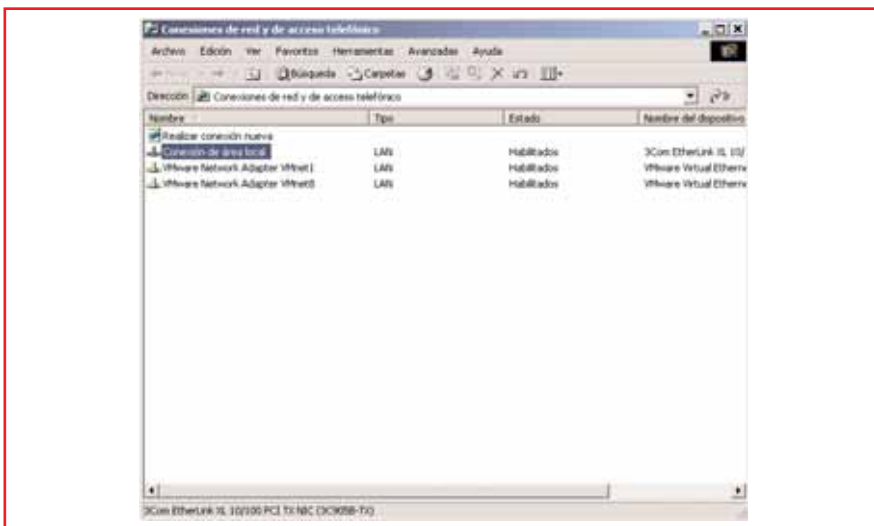 Conexiones de red y de acceso telefónico
Archivo Edición Ver Favoritos Herramientas Avanzadas Ayuda
Búsqueda Carpetas
Dirección Conexiones de red y de acceso telefónico
Nombre Tipo Estado Nombre del dispositivo
Realizar conexión nueva
Conexión de área local LAN Habilitados 3Com EtherLink XL 10/
VMware Network Adapter VMnet1 LAN Habilitados VMware Virtual Etherne
VMware Network Adapter VMnet8 LAN Habilitados VMware Virtual Etherne
3Com EtherLink XL 10/100 PCI TX NIC (3C905B-TX)